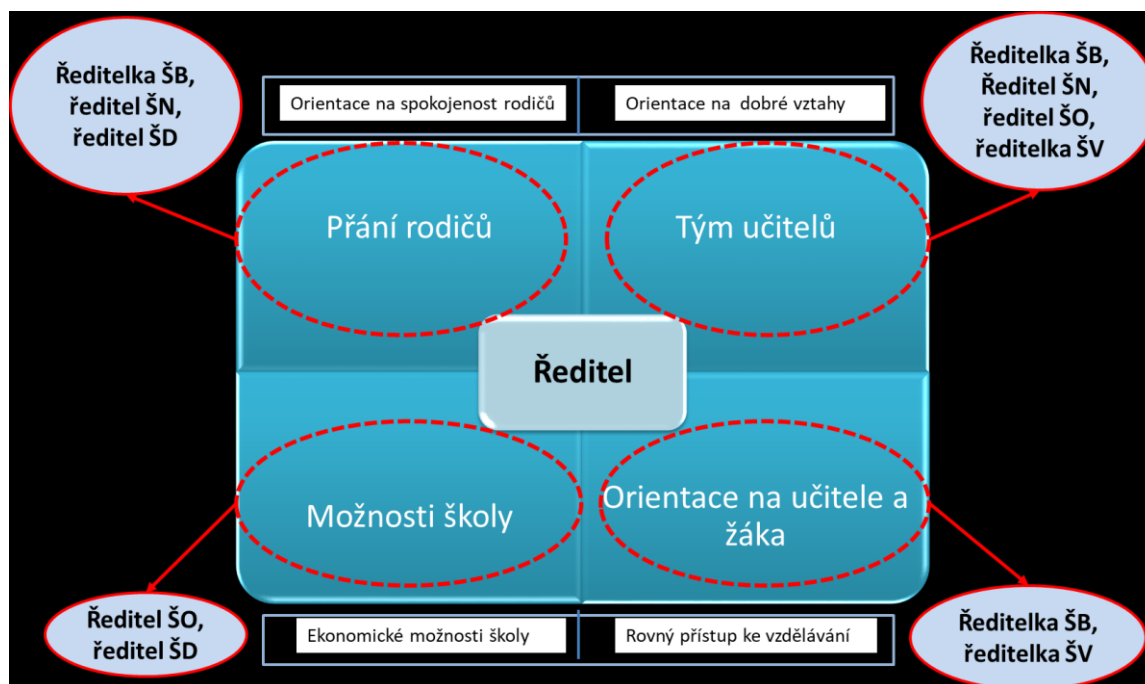 Ředitelka ŠB,
ředitel ŠN,
ředitel ŠD
Orientace na spokojenost rodičů
Orientace na dobré vztahy
Ředitelka ŠB,
Ředitel ŠN,
ředitel ŠO,
ředitelka ŠV
Přání rodičů
Tým učitelů
Ředitel
Možnosti školy
Orientace na učitele a
žáka
Ředitel ŠO,
ředitel ŠD
Ekonomické možnosti školy
Rovný přístup ke vzdělávání
Ředitelka ŠB,
ředitelka ŠV